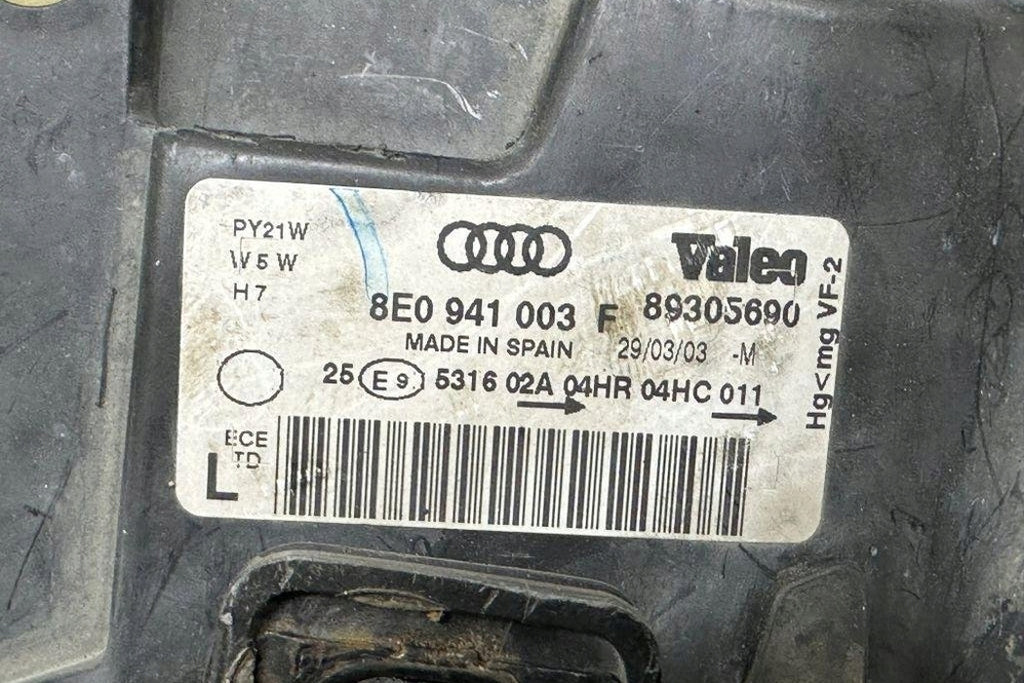 PY21W
W5W
H7
Valeo
8E0 941 003 F 89305690
MADE IN SPAIN 29/03/03 -M
25 E9 5316 02A 04HR 04HC 011
ECE
TD
L
Hg<mg VF-2